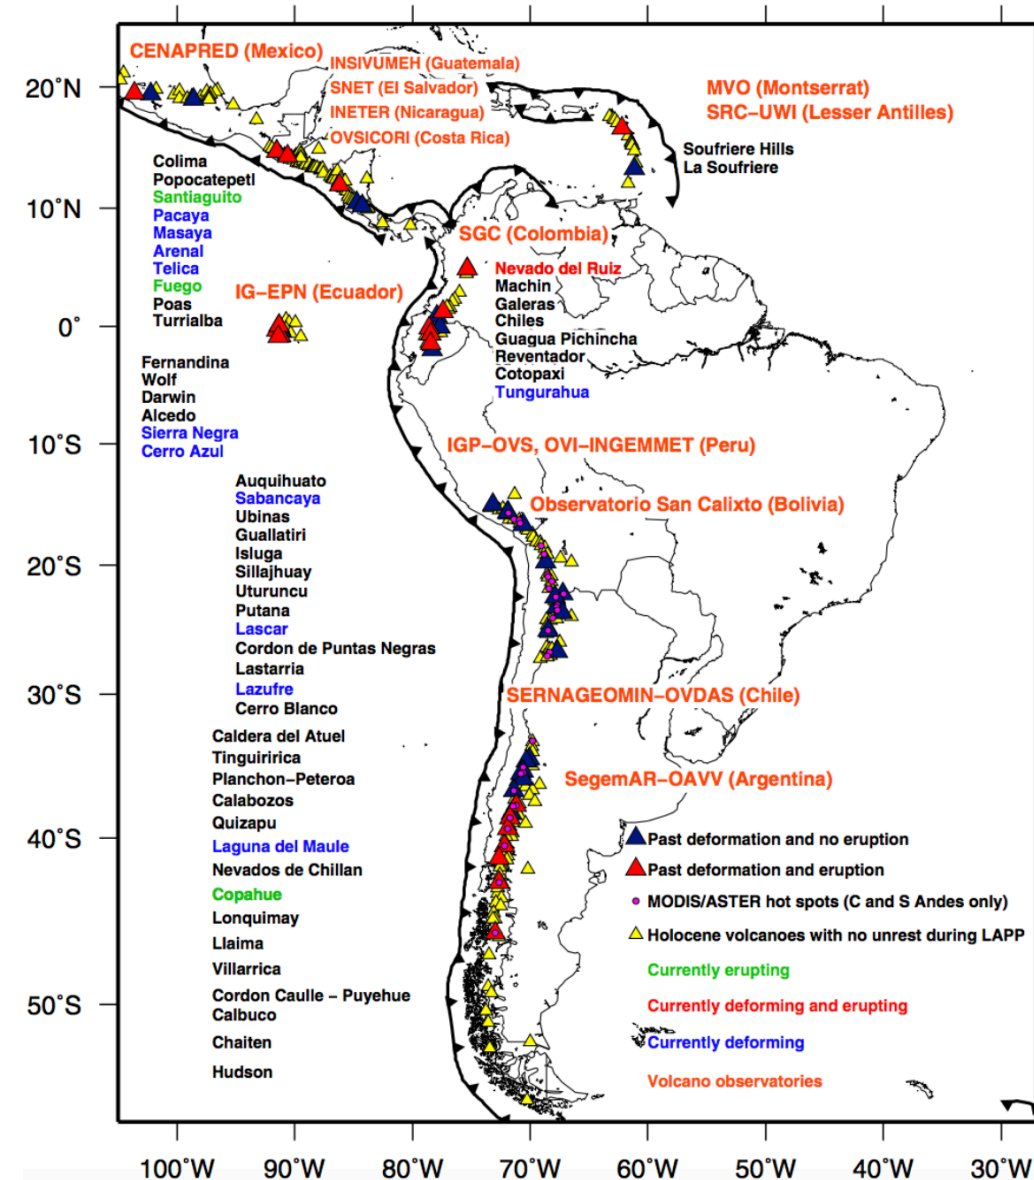 CENAPRED (Mexico)
INSIVUMEH (Guatemala)
SNET (El Salvador)
INETER (Nicaragua)
OVSICORI (Costa Rica)
MVO (Montserrat)
SRC−UWI (Lesser Antilles)
Soufriere Hills
La Soufriere
Colima
Popocatepetl
Santiaguito
Pacaya
Masaya
Arenal
Telica
Fuego
Poas
Turrialba
SGC (Colombia)
IG−EPN (Ecuador)
Nevado del Ruiz
Machin
Galeras
Chiles
Guagua Pichincha
Reventador
Cotopaxi
Tungurahua
Fernandina
Wolf
Darwin
Alcedo
Sierra Negra
Cerro Azul
IGP−OVS, OVI−INGEMMET (Peru)
Observatorio San Calixto (Bolivia)
Auquihuato
Sabancaya
Ubinas
Guallatiri
Isluga
Sillajhuay
Uturuncu
Putana
Lascar
Cordon de Puntas Negras
Lastarria
Lazufre
Cerro Blanco
SERNAGEOMIN−OVDAS (Chile)
SegemAR−OAVV (Argentina)
Caldera del Atuel
Tinguiririca
Planchon−Peteroa
Calabozos
Quizapu
Laguna del Maule
Nevados de Chillan
Copahue
Lonquimay
Llaima
Villarrica
Cordon Caulle − Puyehue
Calbuco
Chaiten
Hudson
Past deformation and no eruption
Past deformation and eruption
MODIS/ASTER hot spots (C and S Andes only)
Holocene volcanoes with no unrest during LAPP
Currently erupting
Currently deforming and erupting
Currently deforming
Volcano observatories
20˚N
10˚N
0˚
10˚S
20˚S
30˚S
40˚S
50˚S
100˚W 90˚W 80˚W 70˚W 60˚W 50˚W 40˚W 30˚W